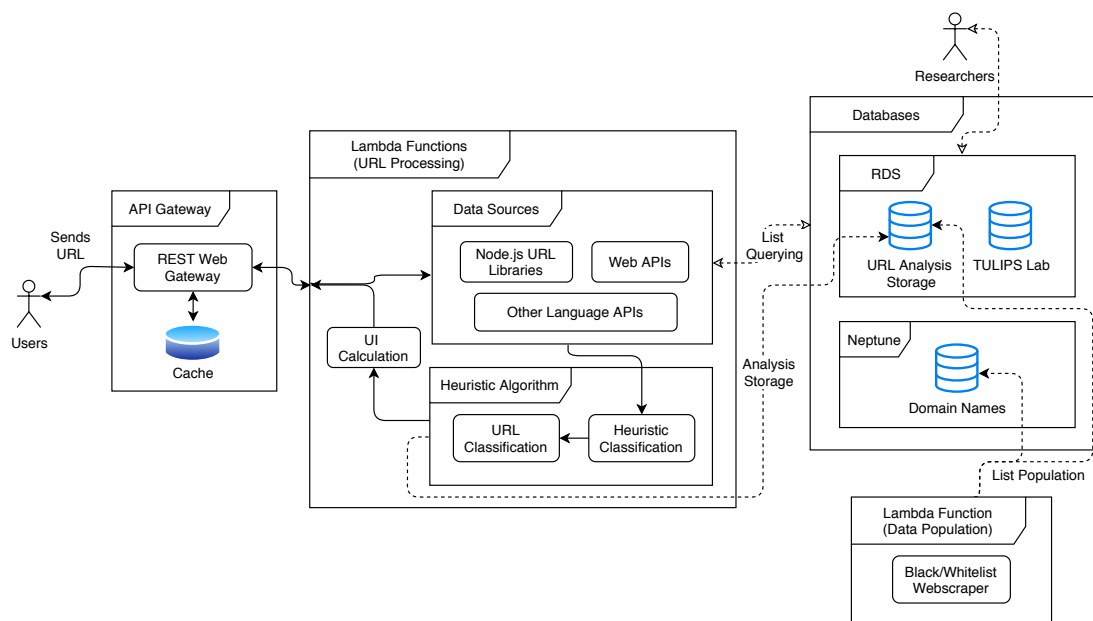 Researchers
Databases
Lambda Functions
(URL Processing)
RDS
API Gateway
Data Sources
Sends
URL
REST Web
Gateway
Node.js URL
Libraries
Web APIs
List
Querying
URL Analysis
Storage
TULIPS Lab
Other Language APIs
Users
Cache
UI
Calculation
Neptune
Analysis
Storage
Heuristic Algorithm
Domain Names
URL
Classification
Heuristic
Classification
List Population
Lambda Function
(Data Population)
Black/Whitelist
Webscraper